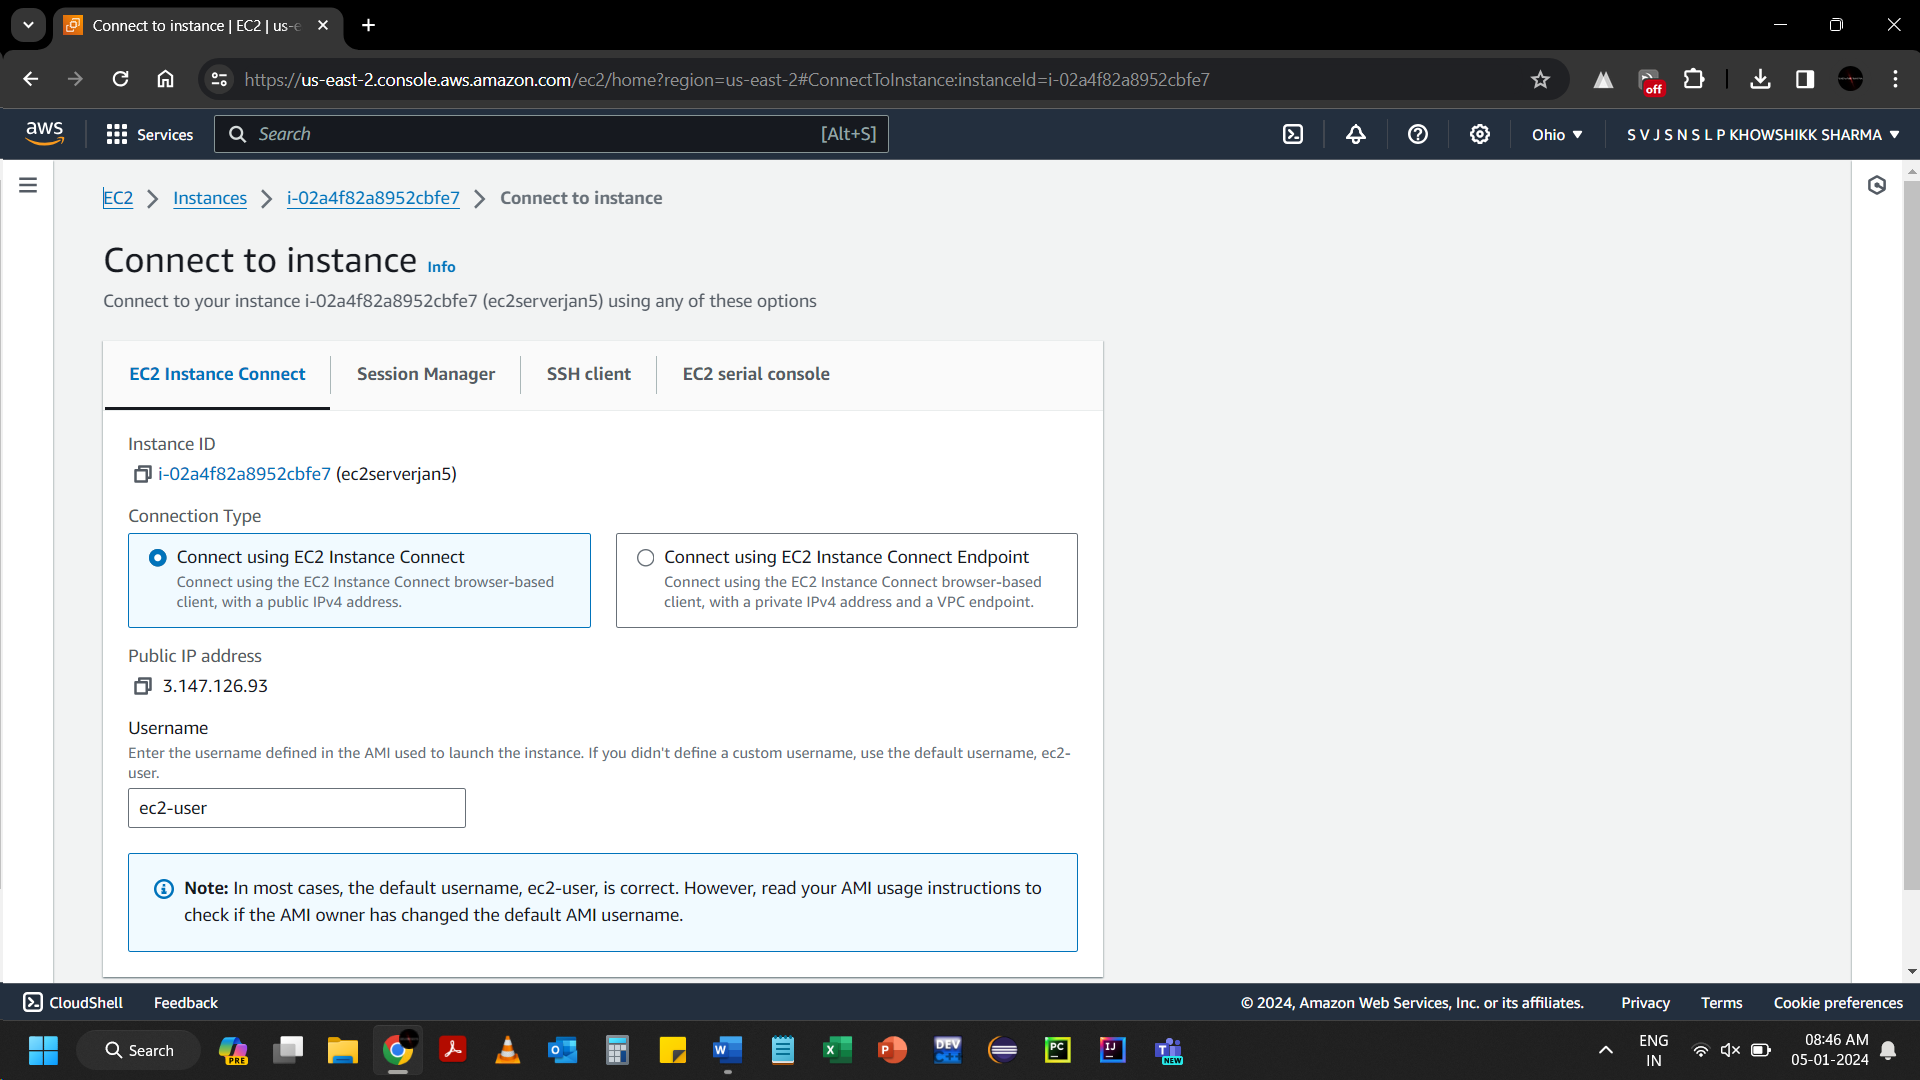 Connect to instance | EC2 | us-e
https://us-east-2.console.aws.amazon.com/ec2/home?region=us-east-2#ConnectToInstance:instanceId=i-02a4f82a8952cbfe7
off
aws
Services
Search
[Alt+S]
Ohio
S V J S N S L P KHOWSHIKK SHARMA
EC2
Instances
i-02a4f82a8952cbfe7
Connect to instance
Connect to instance Info
Connect to your instance i-02a4f82a8952cbfe7 (ec2serverjan5) using any of these options
EC2 Instance Connect
Session Manager
SSH client
EC2 serial console
Instance ID
i-02a4f82a8952cbfe7 (ec2serverjan5)
Connection Type
Connect using EC2 Instance Connect
Connect using the EC2 Instance Connect browser-based
client, with a public IPv4 address.
Connect using EC2 Instance Connect Endpoint
Connect using the EC2 Instance Connect browser-based
client, with a private IPv4 address and a VPC endpoint.
Public IP address
3.147.126.93
Username
Enter the username defined in the AMI used to launch the instance. If you didn't define a custom username, use the default username, ec2-
user.
ec2-user
Note: In most cases, the default username, ec2-user, is correct. However, read your AMI usage instructions to
check if the AMI owner has changed the default AMI username.
CloudShell
Feedback
© 2024, Amazon Web Services, Inc. or its affiliates.
Privacy
Terms
Cookie preferences
Search
PRE
W
X
P
DEV
C++
PC
IJ
NEW
ENG
IN
08:46 AM
05-01-2024